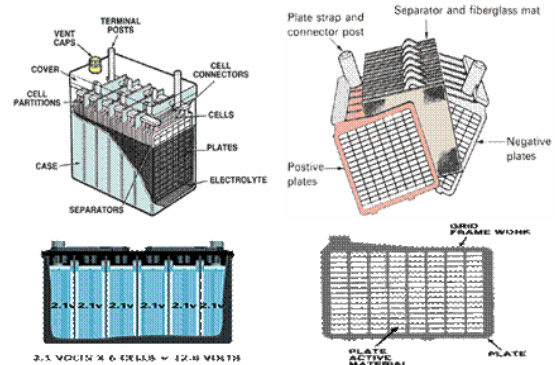 TERMINAL
POSTS
VENT
CAPS
COVER
CELL
PARTITIONS
CASE
SEPARATORS
CELL
CONNECTORS
CELLS
PLATES
ELECTROLYTE
Plate strap and
connector post
Separator and fiberglass mat
Postive
plates
Negative
plates
2.1v 2.1v 2.1v 2.1v 2.1v 2.1v
2.1 VOLTS X 6 CELLS = 12.6 VOLTS
GRID
FRAME WORK
PLATE
ACTIVE
MATERIAL
PLATE